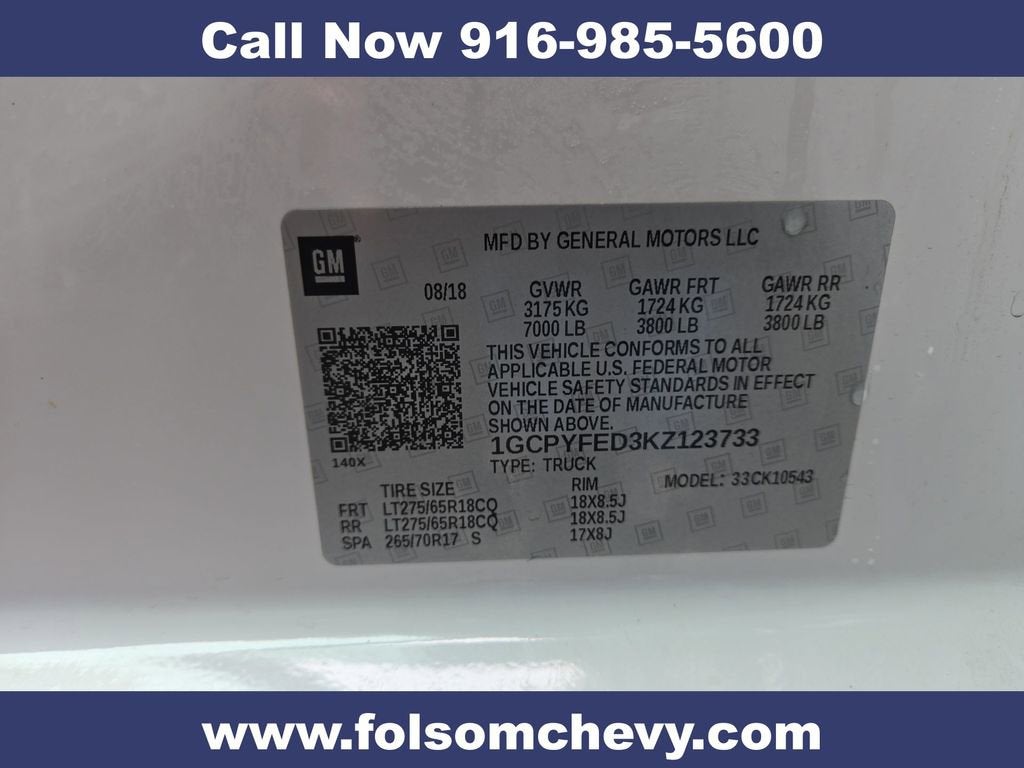 Call Now 916-985-5600
GM
MFD BY GENERAL MOTORS LLC
08/18
GVWR GAWR FRT GAWR RR
3175 KG 1724 KG 1724 KG
7000 LB 3800 LB 3800 LB
THIS VEHICLE CONFORMS TO ALL
APPLICABLE U.S. FEDERAL MOTOR
VEHICLE SAFETY STANDARDS IN EFFECT
ON THE DATE OF MANUFACTURE
SHOWN ABOVE.
1GCPYFED3KZ123733
140X
TYPE: TRUCK
MODEL: 33CK10543
TIRE SIZE RIM
FRT LT275/65R18CQ 18X8.5J
RR LT275/65R18CQ 18X8.5J
SPA 265/70R17 S 17X8J
www.folsomchevy.com